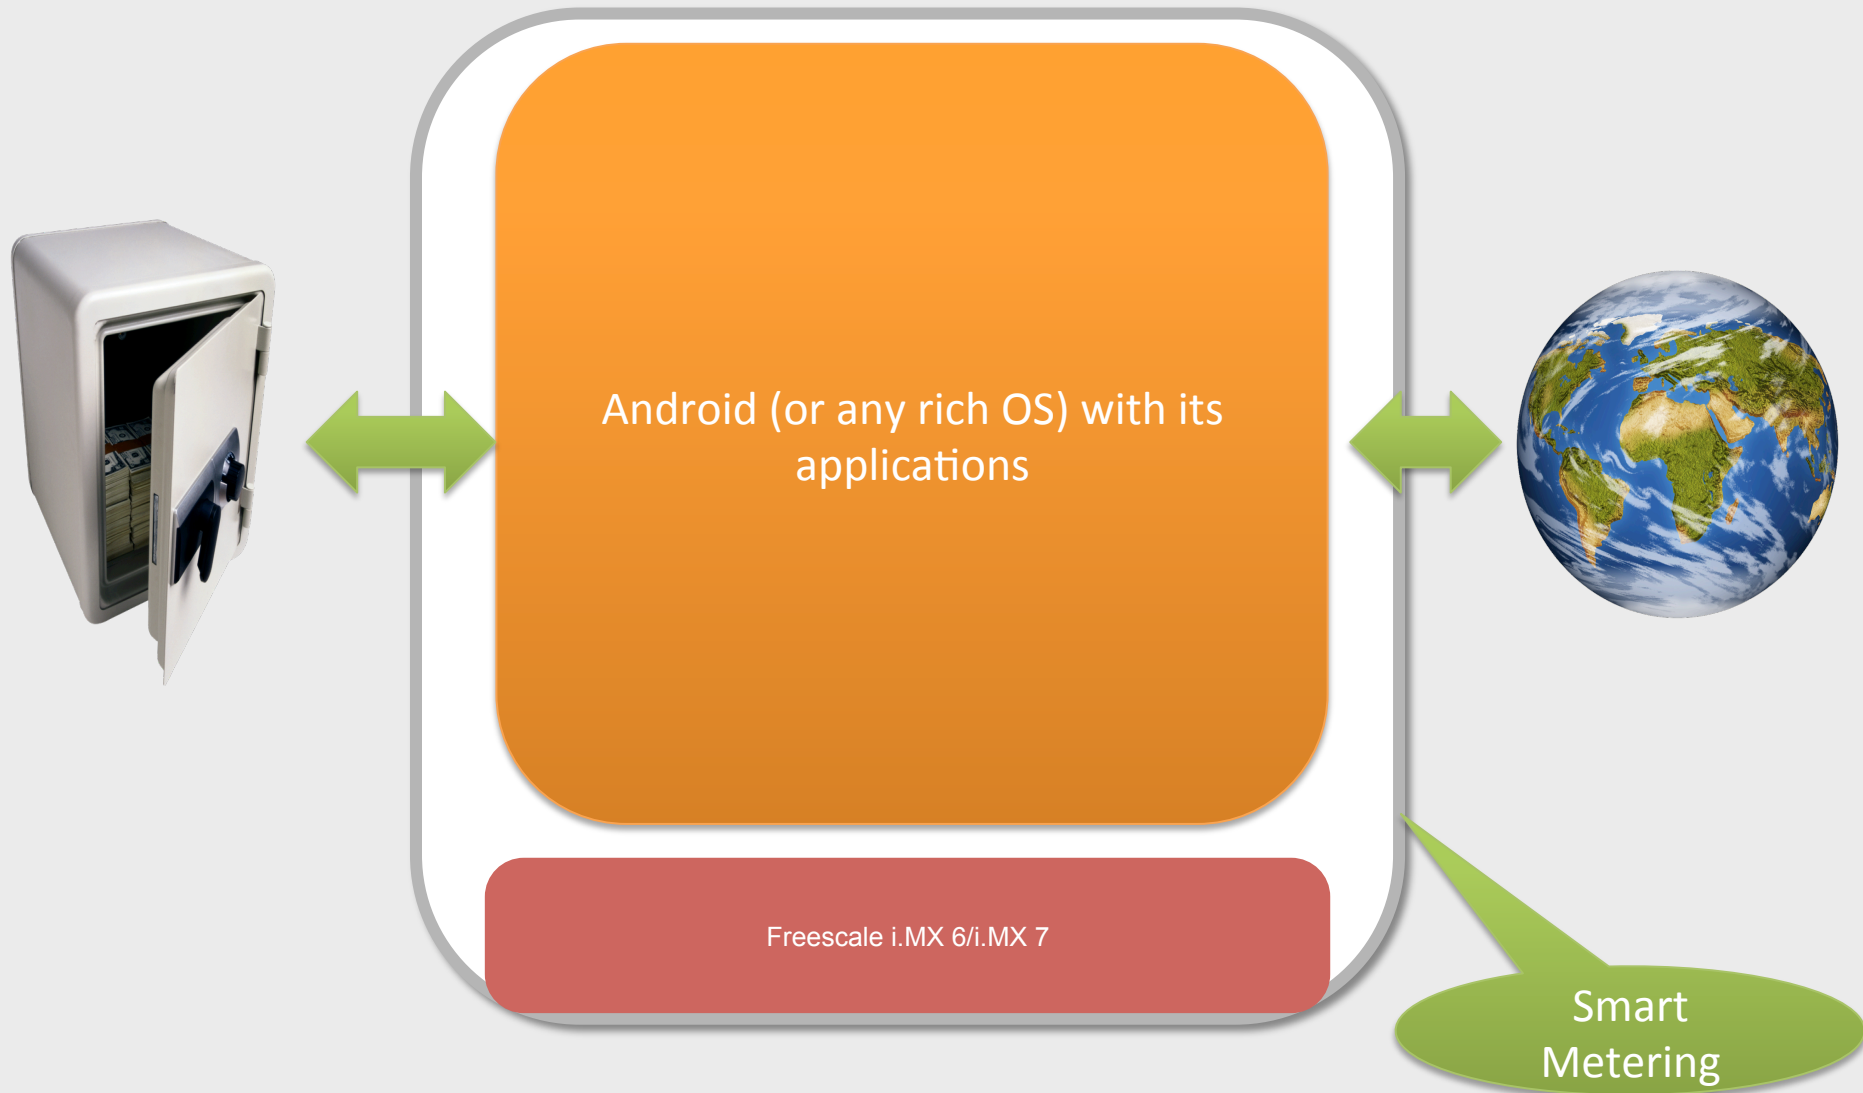 Android (or any rich OS) with its
applications
Freescale i.MX 6/i.MX 7
Smart
Metering